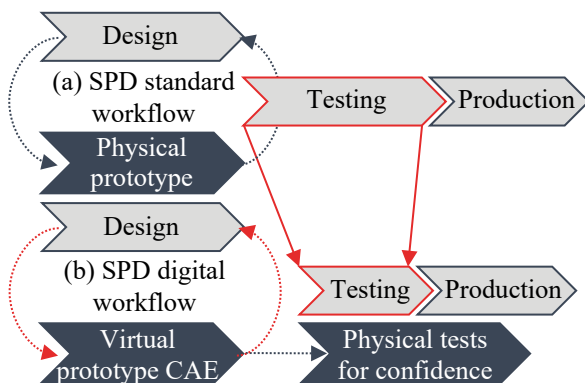 Design
(a) SPD standard
workflow
Testing
Production
Physical
prototype
Design
(b) SPD digital
workflow
Testing
Production
Virtual
prototype CAE
Physical tests
for confidence